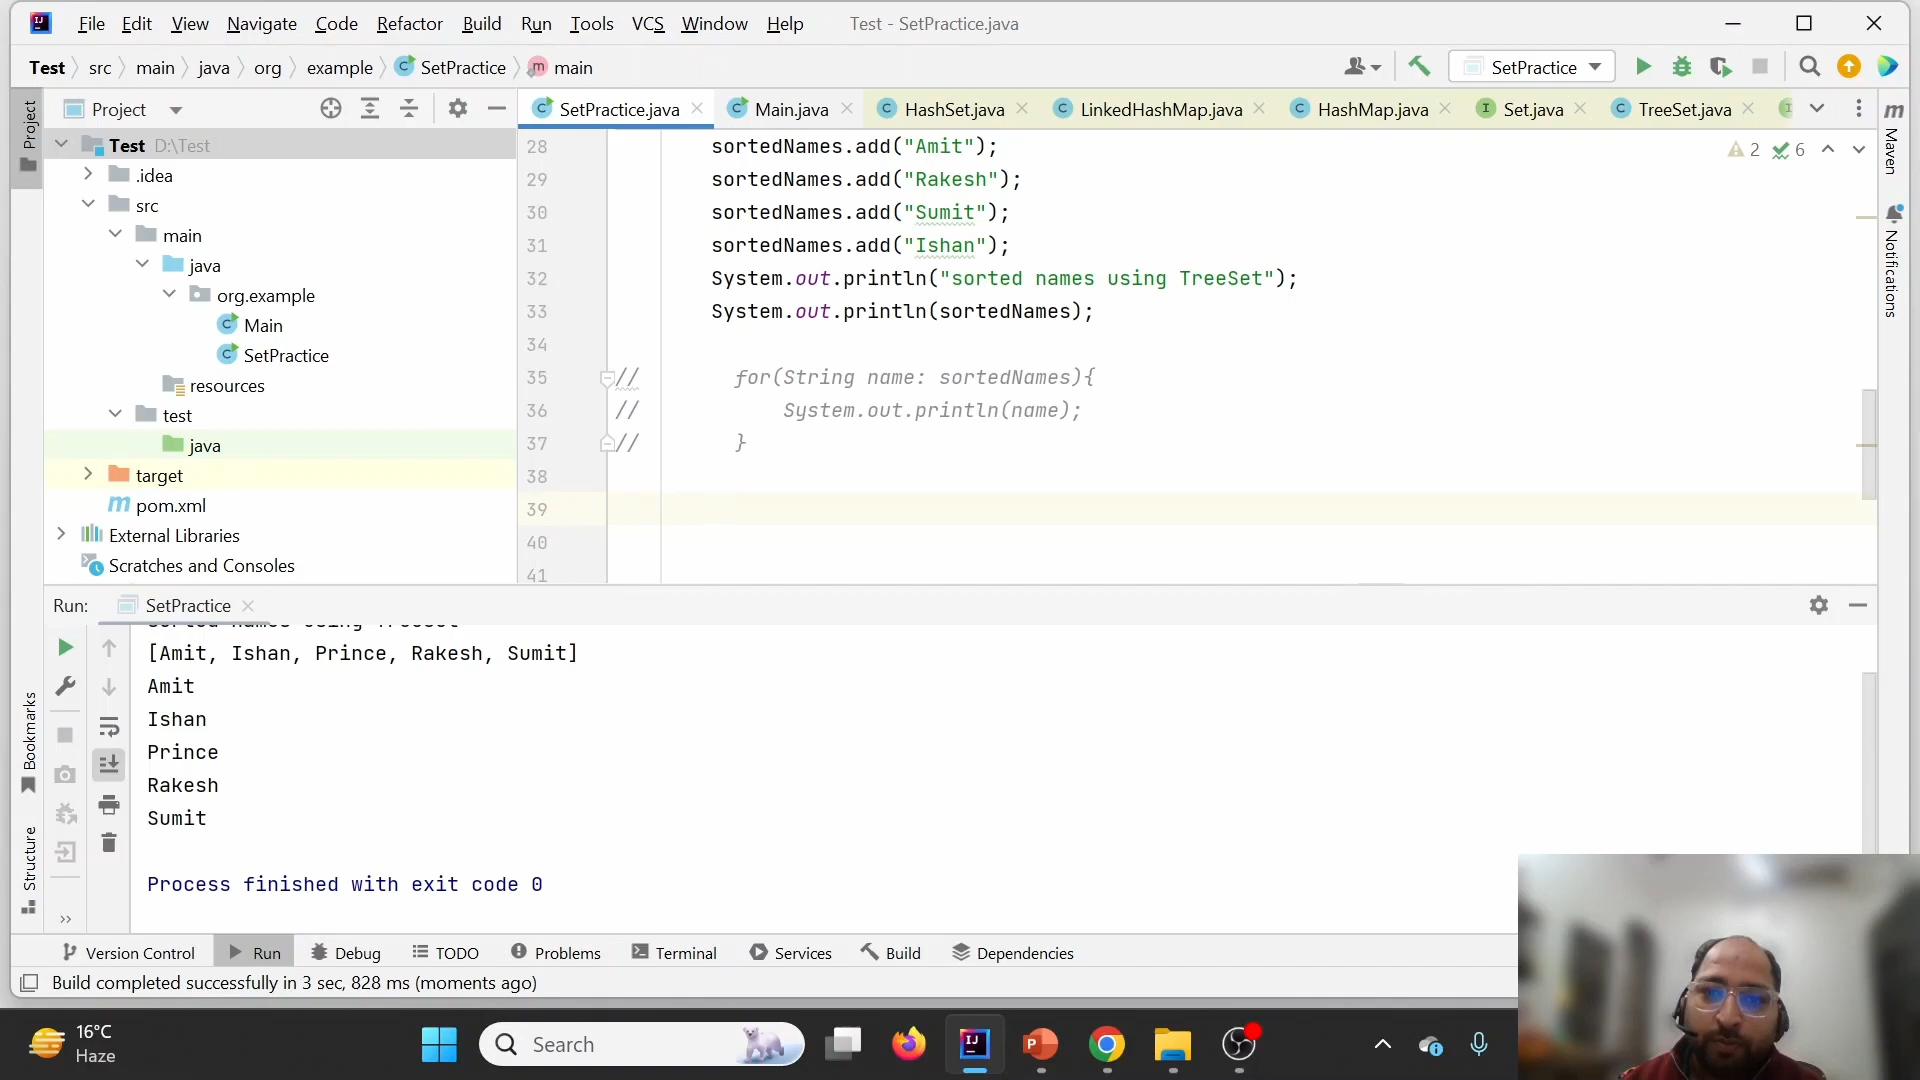 File Edit View Navigate Code Refactor Build Run Tools VCS Window Help Test - SetPractice.java
Test src main java org example SetPractice main SetPractice
Project SetPractice.java Main.java HashSet.java LinkedHashMap.java HashMap.java Set.java TreeSet.java
Project
Maven
Notifications
Test D:\Test
.idea
src
main
java
org.example
Main
SetPractice
resources
test
java
target
pom.xml
External Libraries
Scratches and Consoles
2 6
28 sortedNames.add("Amit");
29 sortedNames.add("Rakesh");
30 sortedNames.add("Sumit");
31 sortedNames.add("Ishan");
32 System.out.println("sorted names using TreeSet");
33 System.out.println(sortedNames);
34
35 // for(String name: sortedNames){
36 // System.out.println(name);
37 // }
38
39
40
41
Run: SetPractice
sorted names using TreeSet
[Amit, Ishan, Prince, Rakesh, Sumit]
Amit
Ishan
Prince
Rakesh
Sumit
Process finished with exit code 0
Bookmarks
Structure
Version Control Run Debug TODO Problems Terminal Services Build Dependencies
Build completed successfully in 3 sec, 828 ms (moments ago)
16°C
Haze
Search